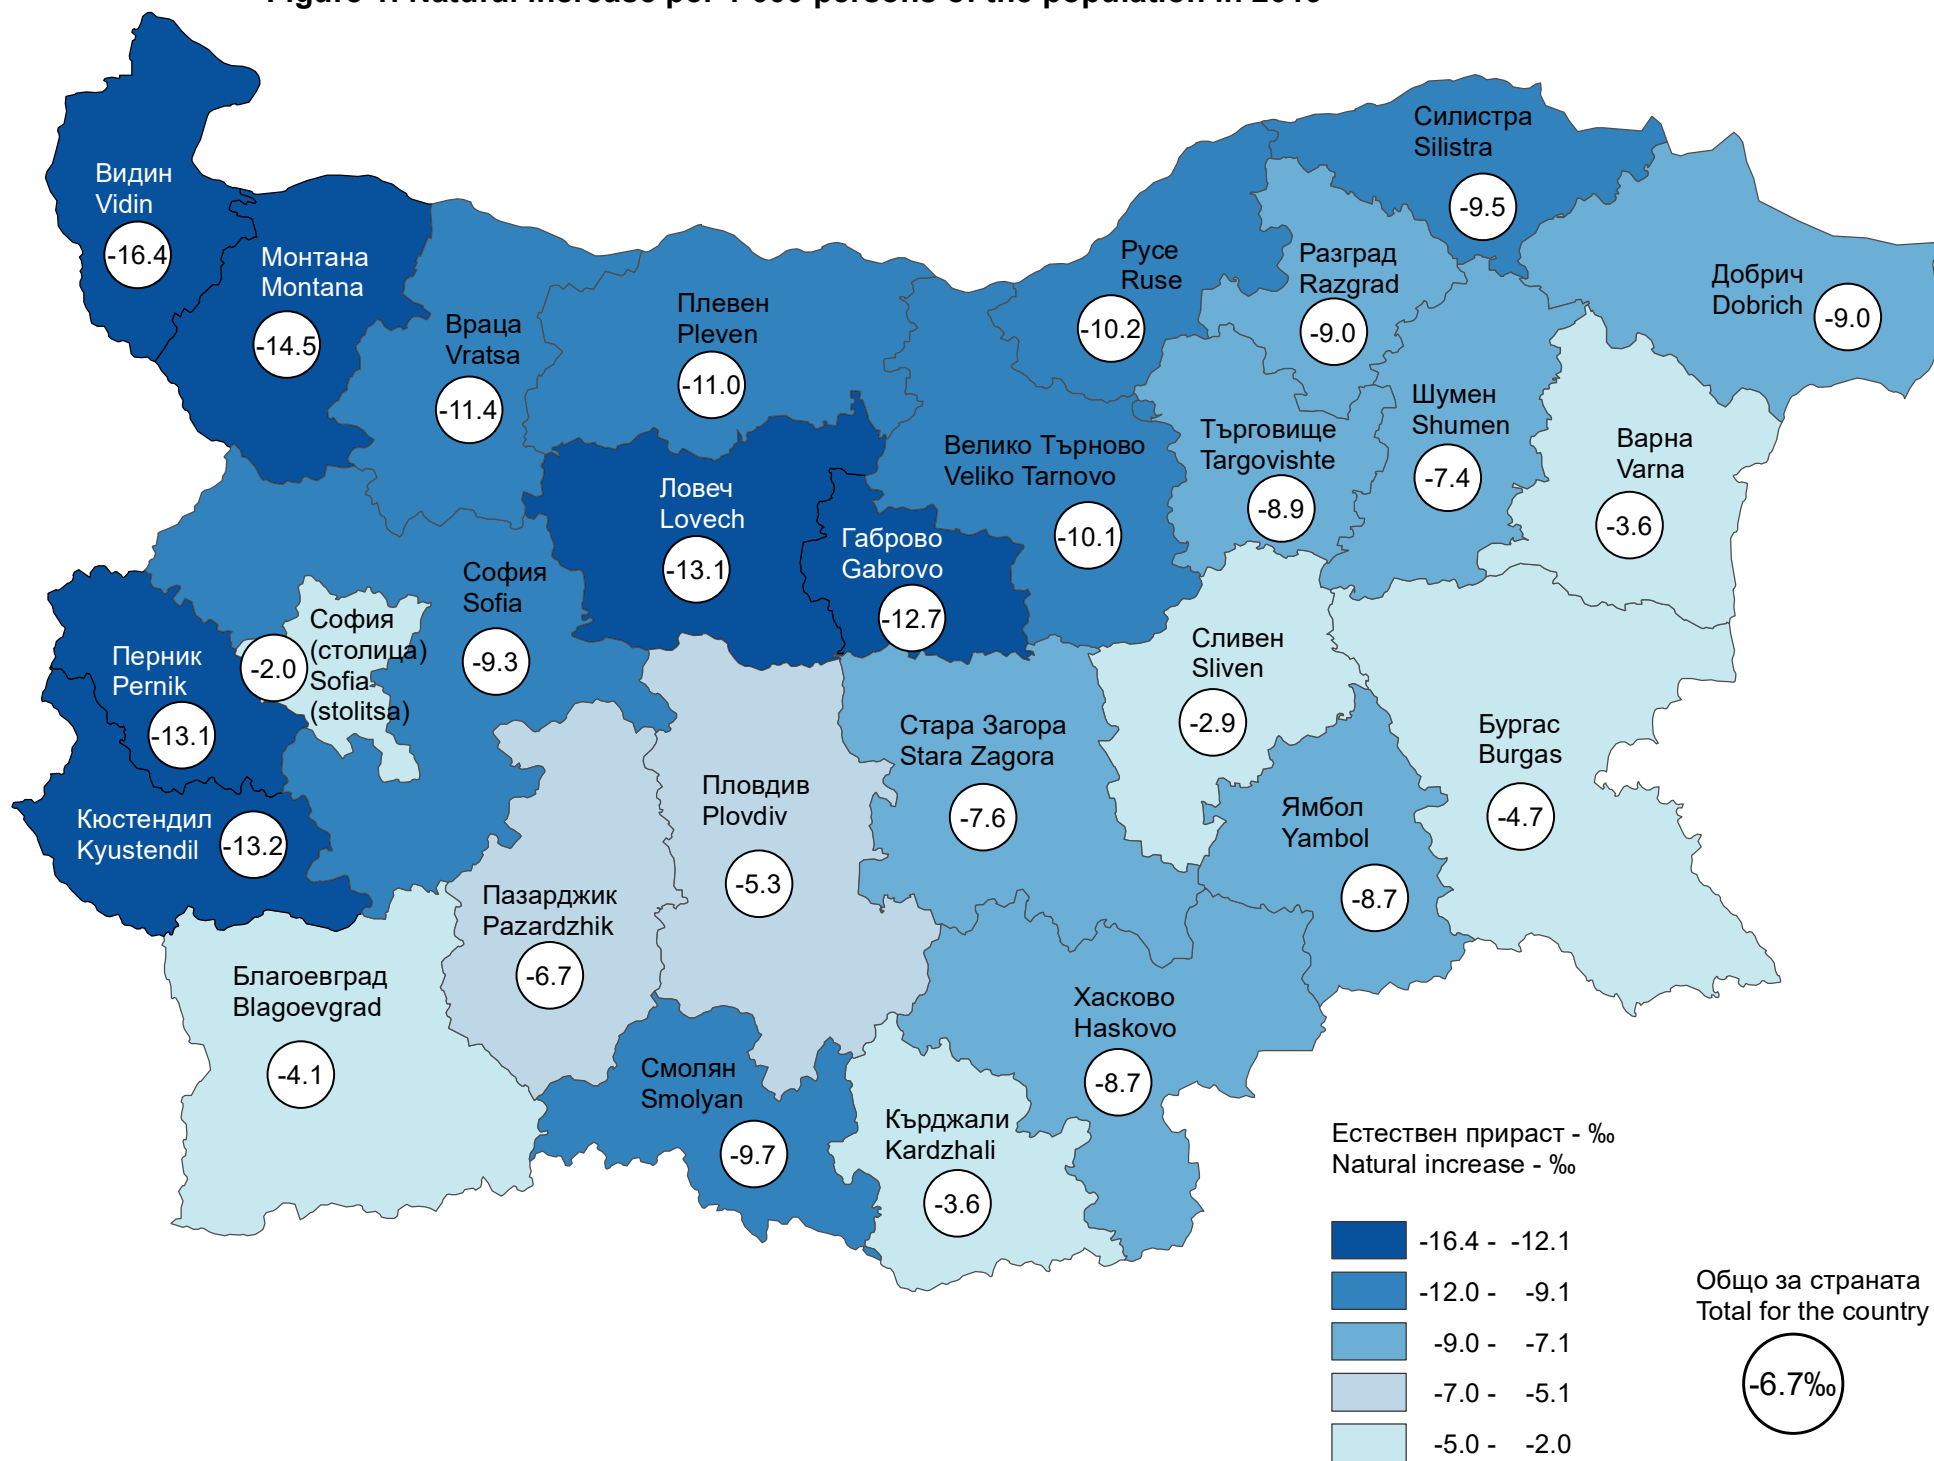 Видин
Vidin
-16.4
Монтана
Montana
-14.5
Враца
Vratsa
-11.4
Плевен
Pleven
-11.0
Русе
Ruse
-10.2
Силистра
Silistra
-9.5
Разград
Razgrad
-9.0
Добрич
Dobrich
-9.0
Ловеч
Lovech
-13.1
Габрово
Gabrovo
-12.7
Велико Търново
Veliko Tarnovo
-10.1
Търговище
Targovishte
-8.9
Шумен
Shumen
-7.4
Варна
Varna
-3.6
София
Sofia
-9.3
София
(столица)
Sofia-
(stolitsa)
-2.0
Перник
Pernik
-13.1
Кюстендил
Kyustendil
-13.2
Сливен
Sliven
-2.9
Стара Загора
Stara Zagora
-7.6
Бургас
Burgas
-4.7
Ямбол
Yambol
-8.7
Пловдив
Plovdiv
-5.3
Пазарджик
Pazardzhik
-6.7
Благоевград
Blagoevgrad
-4.1
Смолян
Smolyan
-9.7
Хасково
Haskovo
-8.7
Кърджали
Kardzhali
-3.6
Естествен прираст - ‰
Natural increase - ‰
-16.4 - -12.1
-12.0 - -9.1
-9.0 - -7.1
-7.0 - -5.1
-5.0 - -2.0
Общо за страната
Total for the country
-6.7‰